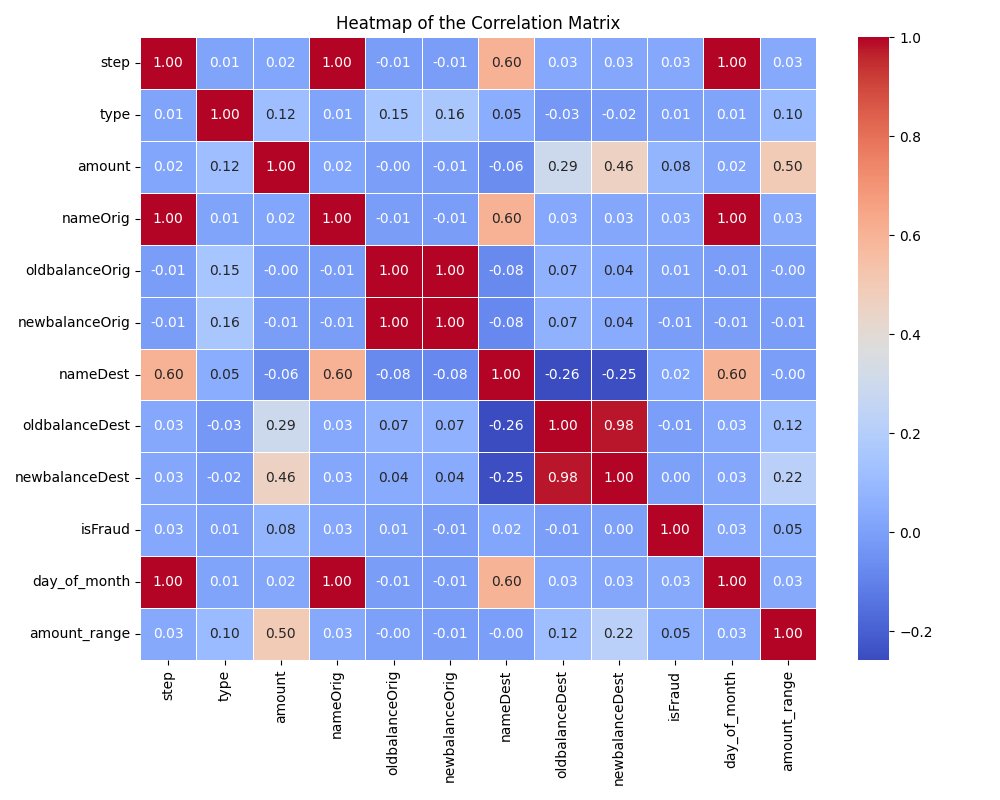 Heatmap of the Correlation Matrix
step 1.00 0.01 0.02 1.00 -0.01 -0.01 0.60 0.03 0.03 0.03 1.00 0.03
type 0.01 1.00 0.12 0.01 0.15 0.16 0.05 -0.03 -0.02 0.01 0.01 0.10
amount 0.02 0.12 1.00 0.02 -0.00 -0.01 -0.06 0.29 0.46 0.08 0.02 0.50
nameOrig 1.00 0.01 0.02 1.00 -0.01 -0.01 0.60 0.03 0.03 0.03 1.00 0.03
oldbalanceOrig -0.01 0.15 -0.00 -0.01 1.00 1.00 -0.08 0.07 0.04 0.01 -0.01 -0.00
newbalanceOrig -0.01 0.16 -0.01 -0.01 1.00 1.00 -0.08 0.07 0.04 -0.01 -0.01 -0.01
nameDest 0.60 0.05 -0.06 0.60 -0.08 -0.08 1.00 -0.26 -0.25 0.02 0.60 -0.00
oldbalanceDest 0.03 -0.03 0.29 0.03 0.07 0.07 -0.26 1.00 0.98 -0.01 0.03 0.12
newbalanceDest 0.03 -0.02 0.46 0.03 0.04 0.04 -0.25 0.98 1.00 0.00 0.03 0.22
isFraud 0.03 0.01 0.08 0.03 0.01 -0.01 0.02 -0.01 0.00 1.00 0.03 0.05
day_of_month 1.00 0.01 0.02 1.00 -0.01 -0.01 0.60 0.03 0.03 0.03 1.00 0.03
amount_range 0.03 0.10 0.50 0.03 -0.00 -0.01 -0.00 0.12 0.22 0.05 0.03 1.00
step type amount nameOrig oldbalanceOrig newbalanceOrig nameDest oldbalanceDest newbalanceDest isFraud day_of_month amount_range
1.0
0.8
0.6
0.4
0.2
0.0
−0.2